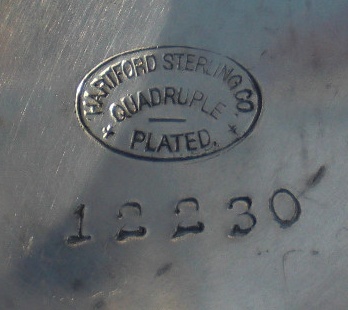 HARTFORD STERLING CO.
QUADRUPLE
PLATED.
12230